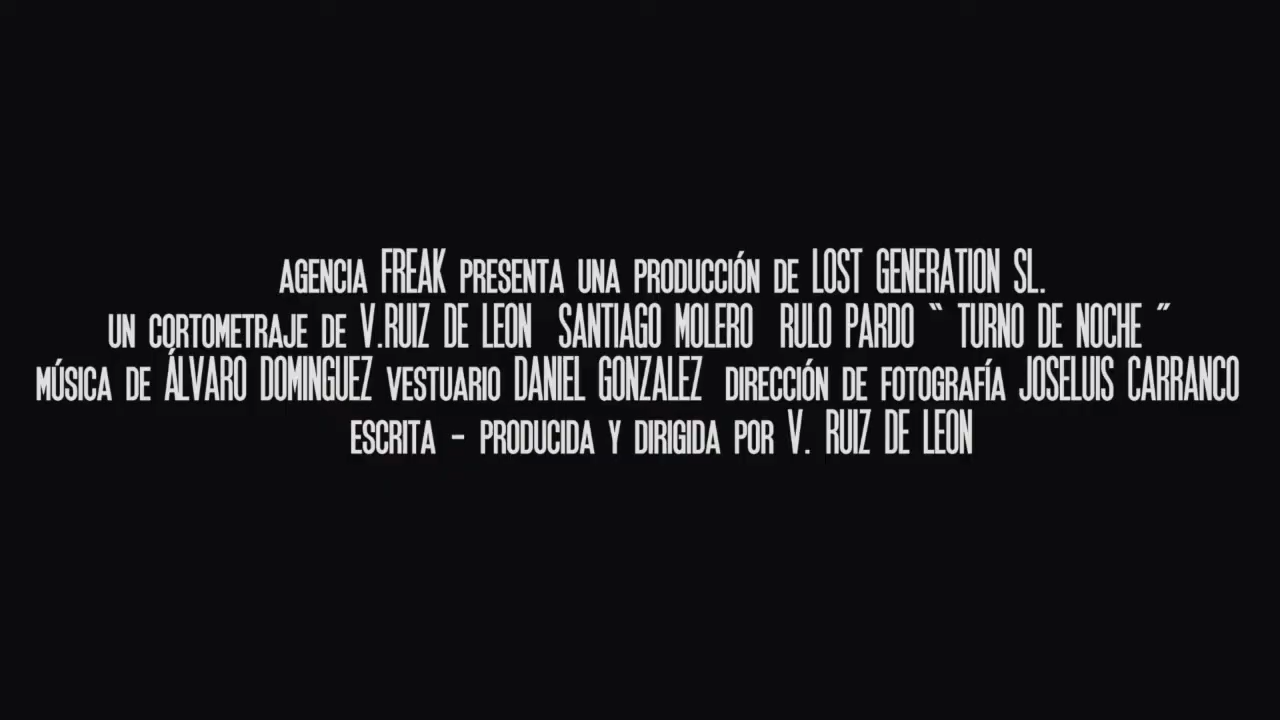 AGENCIA FREAK PRESENTA UNA PRODUCCIÓN DE LOST GENERATION SL.
UN CORTOMETRAJE DE V.RUIZ DE LEON SANTIAGO MOLERO RULO PARDO “ TURNO DE NOCHE ”
MÚSICA DE ÁLVARO DOMINGUEZ VESTUARIO DANIEL GONZALEZ DIRECCIÓN DE FOTOGRAFÍA JOSELUIS CARRANCO
ESCRITA - PRODUCIDA Y DIRIGIDA POR V. RUIZ DE LEON